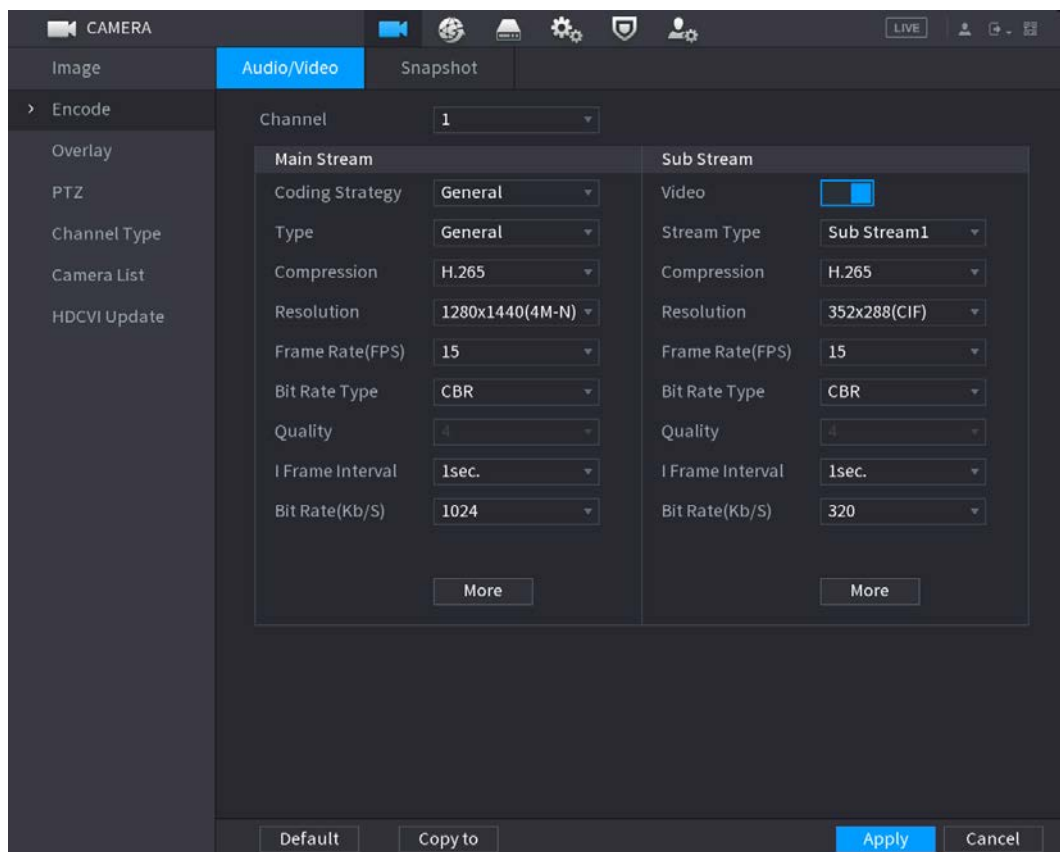 CAMERA LIVE
Image Audio/Video Snapshot
Encode Channel 1
Overlay Main Stream Sub Stream
PTZ Coding Strategy General Video
Channel Type Type General Stream Type Sub Stream1
Camera List Compression H.265 Compression H.265
HDCVI Update Resolution 1280x1440(4M-N) Resolution 352x288(CIF)
Frame Rate(FPS) 15 Frame Rate(FPS) 15
Bit Rate Type CBR Bit Rate Type CBR
Quality 4 Quality 4
I Frame Interval 1sec. I Frame Interval 1sec.
Bit Rate(Kb/S) 1024 Bit Rate(Kb/S) 320
More More
Default Copy to Apply Cancel